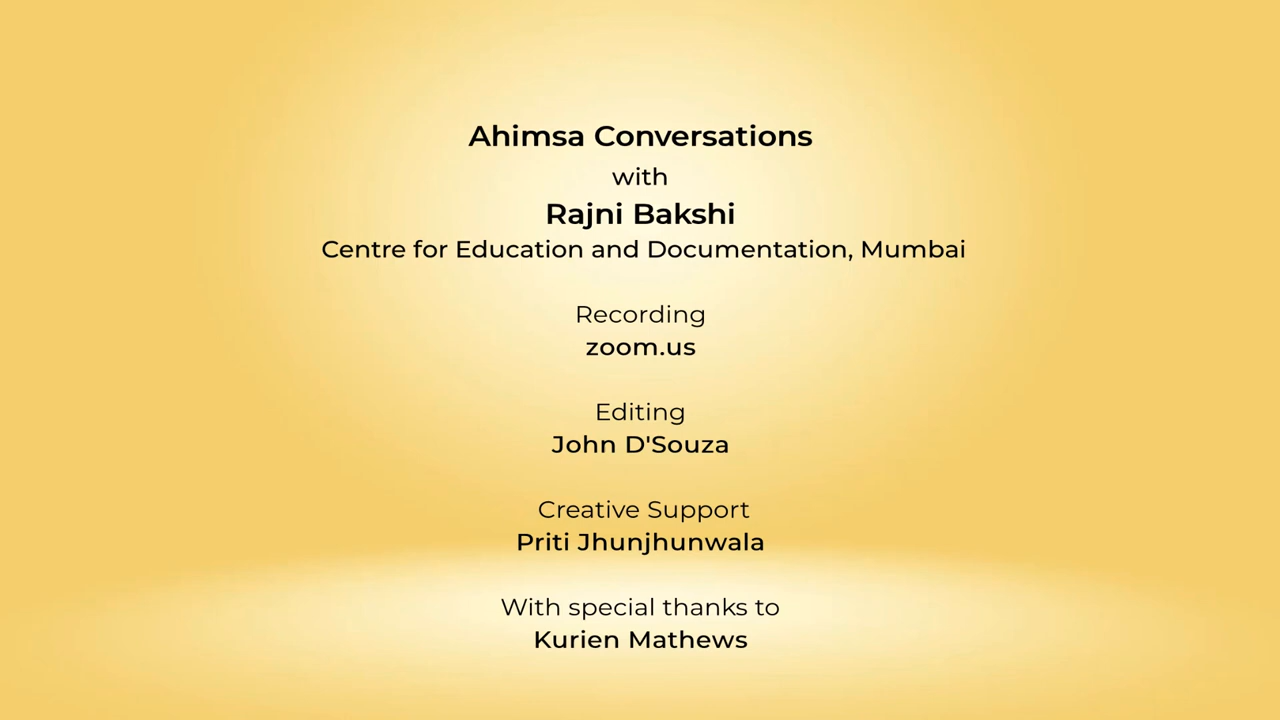 Ahimsa Conversations
with
Rajni Bakshi
Centre for Education and Documentation, Mumbai
Recording
zoom.us
Editing
John D'Souza
Creative Support
Priti Jhunjhunwala
With special thanks to
Kurien Mathews